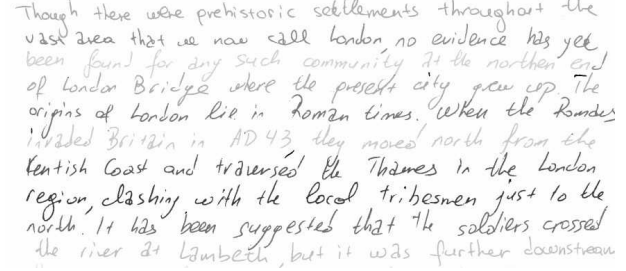 Though there were prehistoric settlements throughout the
vast area that we now call London, no evidence has yet
been found for any such community at the northen end
of London Bridge where the present city grew up. The
origins of London lie in Roman times. When the Romans
invaded Britain in AD 43, they moved north from the
Kentish Coast and traversed the Thames in the London
region, clashing with the local tribesmen just to the
north. It has been suggested that the soldiers crossed
the river at Lambeth, but it was further downstream